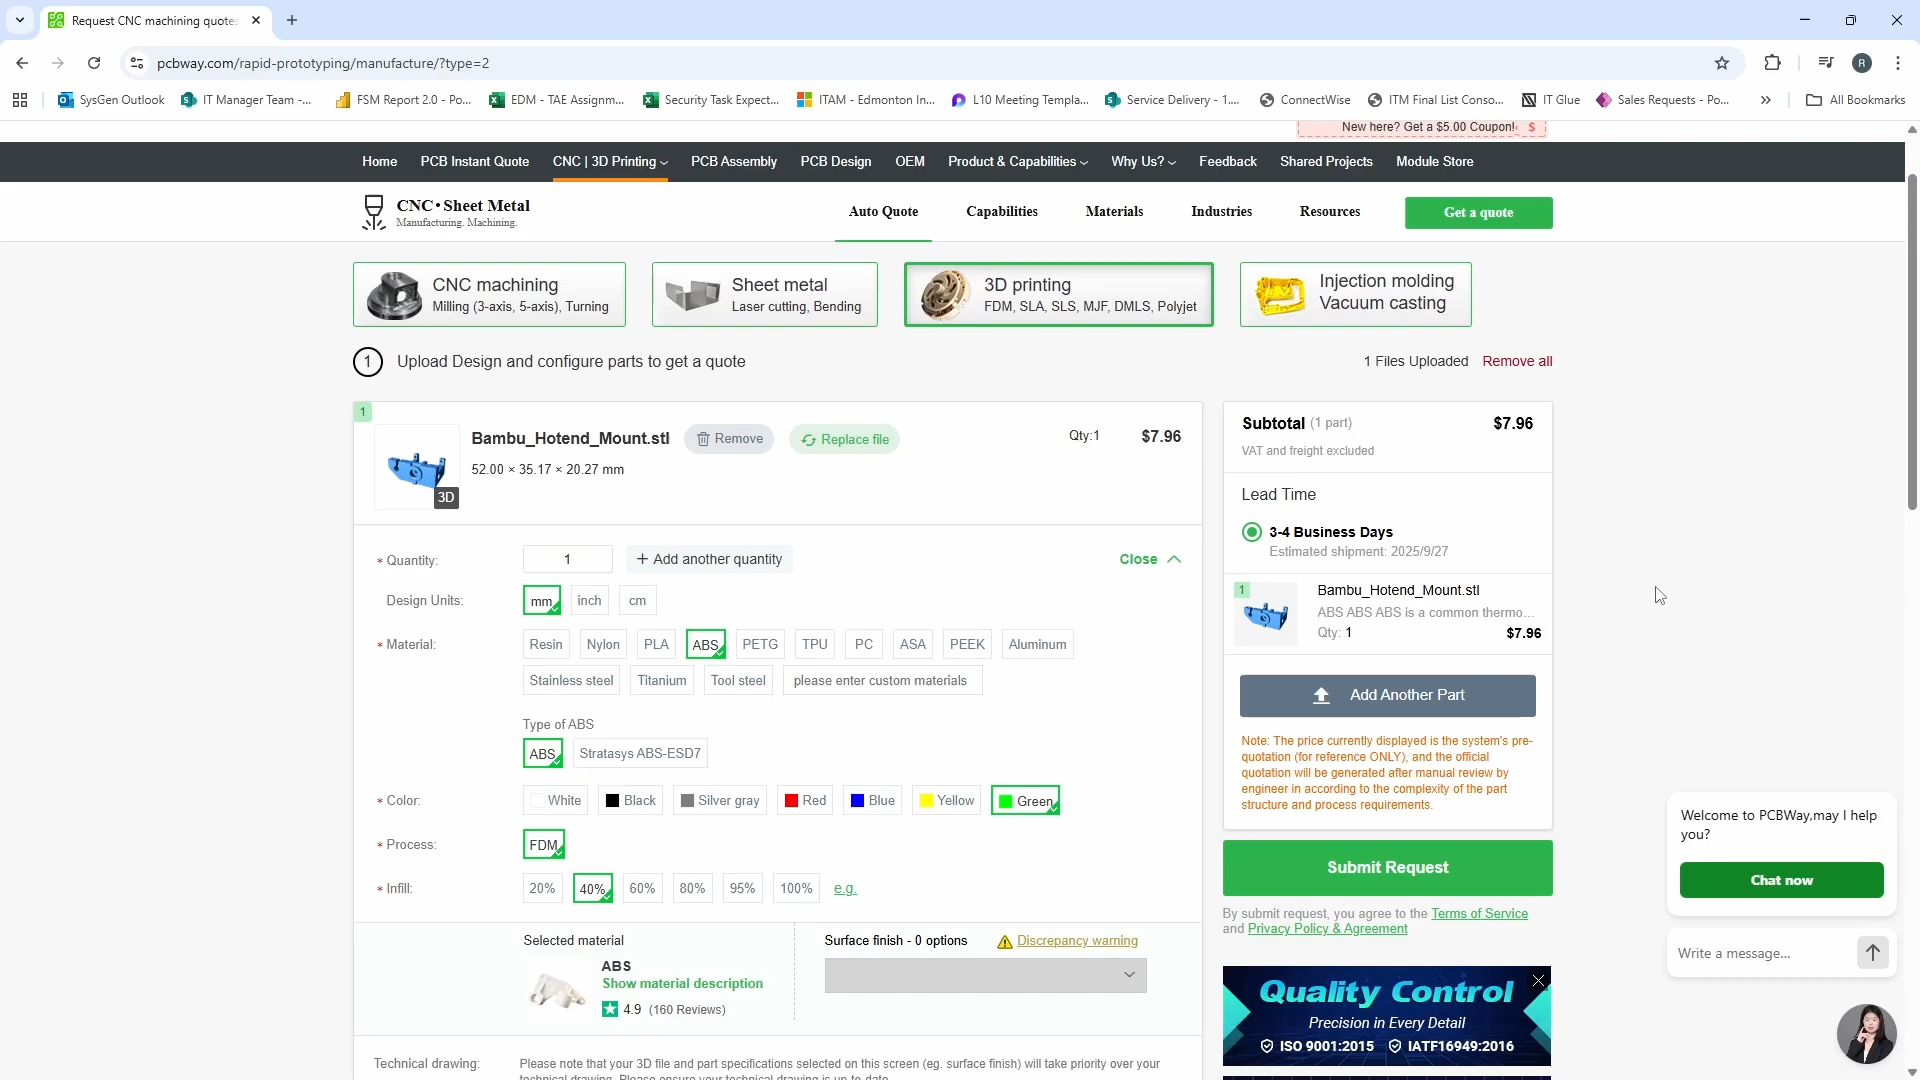 Request CNC machining quotes
pcbway.com/rapid-prototyping/manufacture/?type=2
R
SysGen Outlook
IT Manager Team -...
FSM Report 2.0 - Po...
EDM - TAE Assignm...
Security Task Expect...
ITAM - Edmonton In...
L10 Meeting Templa...
Service Delivery - 1....
ConnectWise
ITM Final List Conso...
IT Glue
Sales Requests - Po...
All Bookmarks
New here? Get a $5.00 Coupon! $
Home
PCB Instant Quote
CNC | 3D Printing
PCB Assembly
PCB Design
OEM
Product & Capabilities
Why Us?
Feedback
Shared Projects
Module Store
CNC•Sheet Metal
Manufacturing. Machining.
Auto Quote
Capabilities
Materials
Industries
Resources
Get a quote
CNC machining
Milling (3-axis, 5-axis), Turning
Sheet metal
Laser cutting, Bending
3D printing
FDM, SLA, SLS, MJF, DMLS, Polyjet
Injection molding
Vacuum casting
1
Upload Design and configure parts to get a quote
1 Files Uploaded
Remove all
1
3D
Bambu_Hotend_Mount.stl
Remove
Replace file
52.00 × 35.17 × 20.27 mm
Qty:1
$7.96
* Quantity:
1
+ Add another quantity
Close
Design Units:
mm
inch
cm
* Material:
Resin
Nylon
PLA
ABS
PETG
TPU
PC
ASA
PEEK
Aluminum
Stainless steel
Titanium
Tool steel
please enter custom materials
Type of ABS
ABS
Stratasys ABS-ESD7
* Color:
White
Black
Silver gray
Red
Blue
Yellow
Green
* Process:
FDM
* Infill:
20%
40%
60%
80%
95%
100%
e.g.
Selected material
ABS
Show material description
4.9 (160 Reviews)
Surface finish - 0 options
Discrepancy warning
Technical drawing:
Please note that your 3D file and part specifications selected on this screen (eg. surface finish) will take priority over your
technical drawing. Please ensure your technical drawing is up-to-date.
Subtotal (1 part)
$7.96
VAT and freight excluded
Lead Time
3-4 Business Days
Estimated shipment: 2025/9/27
1
Bambu_Hotend_Mount.stl
ABS ABS ABS is a common thermo...
Qty: 1
$7.96
Add Another Part
Note: The price currently displayed is the system's pre-
quotation (for reference ONLY), and the official
quotation will be generated after manual review by
engineer in according to the complexity of the part
structure and process requirements.
Submit Request
By submit request, you agree to the Terms of Service
and Privacy Policy & Agreement
Quality Control
Precision in Every Detail
ISO 9001:2015
IATF16949:2016
Welcome to PCBWay,may I help
you?
Chat now
Write a message...